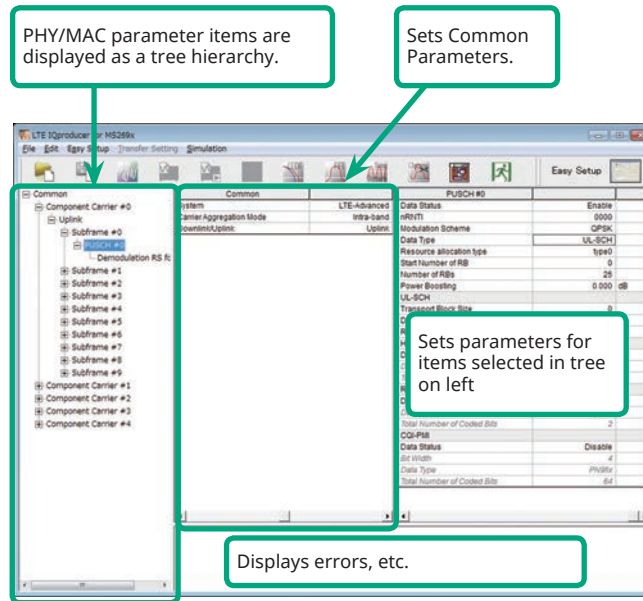 PHY/MAC parameter items are
displayed as a tree hierarchy.
Sets Common
Parameters.
LTE IQproducer for MS269x
File Edit Easy Setup Transfer Setting Simulation
Easy Setup
Common
Component Carrier #0
Uplink
Subframe #0
PUSCH #0
Demodulation RS fo
Subframe #1
Subframe #2
Subframe #3
Subframe #4
Subframe #5
Subframe #6
Subframe #7
Subframe #8
Subframe #9
Component Carrier #1
Component Carrier #2
Component Carrier #3
Component Carrier #4
Common
System LTE-Advanced
Carrier Aggregation Mode Intra-band
Downlink/Uplink Uplink
PUSCH #0
Data Status Enable
nRNTI 0000
Modulation Scheme QPSK
Data Type UL-SCH
Resource allocation type type0
Start Number of RB 0
Number of RBs 25
Power Boosting 0.000 dB
UL-SCH
Transport Block Size 0
Sets parameters for
items selected in tree
on left
Total Number of Coded Bits 2
CQI-PMI
Data Status Disable
Bit Width 4
Data Type PN9fix
Total Number of Coded Bits 64
Displays errors, etc.